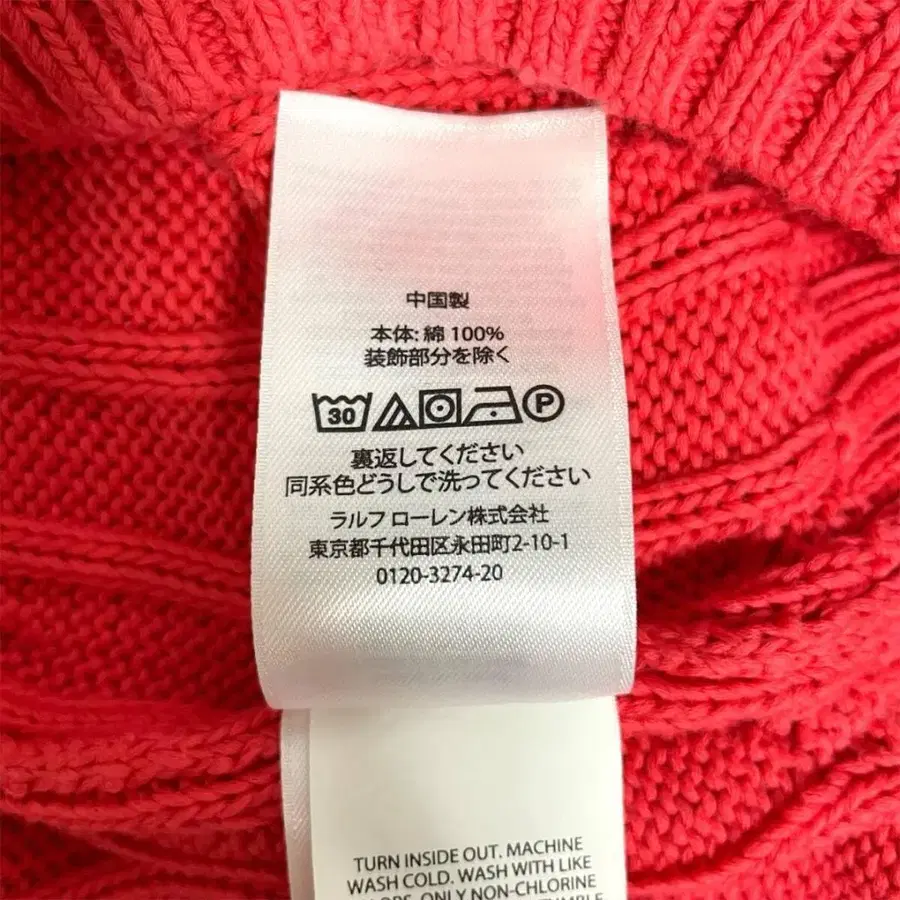 中国製
本体: 綿 100%
装飾部分を除く
30 P
裏返してください
同系色どうしで洗ってください
ラルフ ローレン株式会社
東京都千代田区永田町2-10-1
0120-3274-20
TURN INSIDE OUT. MACHINE
WASH COLD. WASH WITH LIKE
ONLY NON-CHLORINE